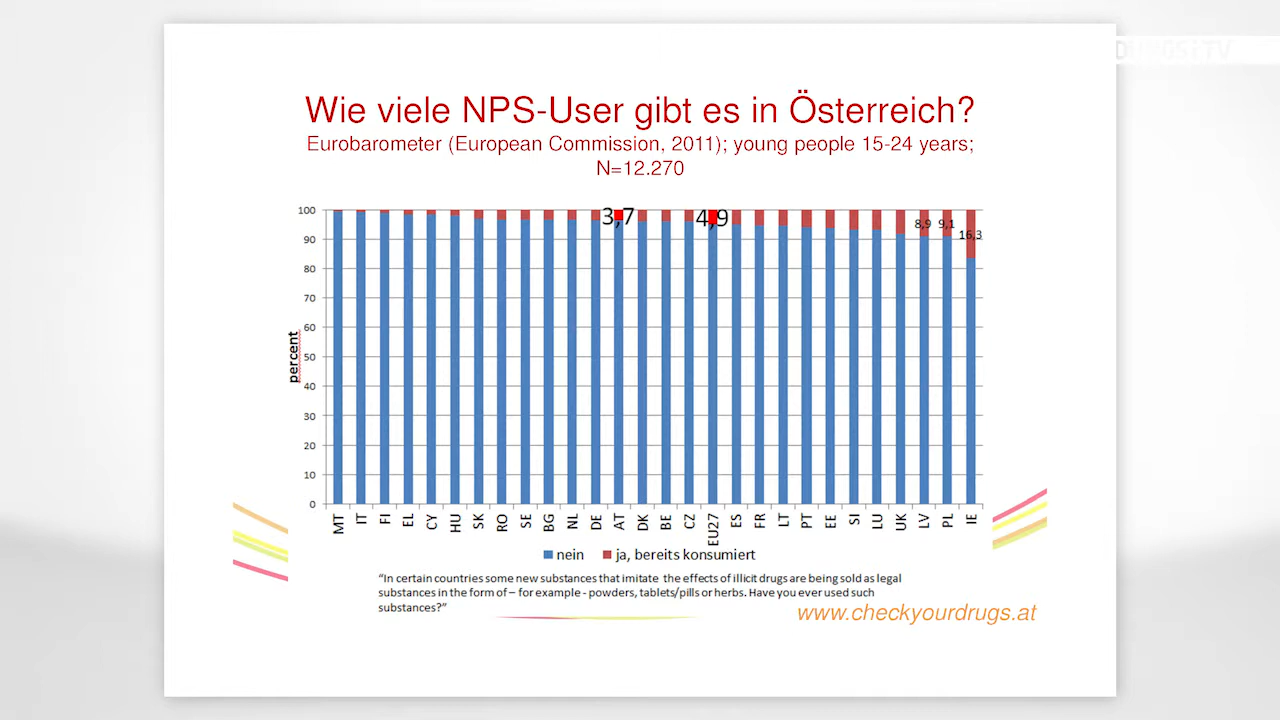 Wie viele NPS-User gibt es in Österreich?
Eurobarometer (European Commission, 2011); young people 15-24 years;
N=12.270
percent
100
90
80
70
60
50
40
30
20
10
0
3,7
4,9
8,9
9,1
16,3
MT IT FI EL CY HU SK RO SE BG NL DE AT DK BE CZ EU27 ES FR LT PT EE SI LU UK LV PL IE
nein ja, bereits konsumiert
“In certain countries some new substances that imitate the effects of illicit drugs are being sold as legal
substances in the form of – for example - powders, tablets/pills or herbs. Have you ever used such
substances?”
www.checkyourdrugs.at